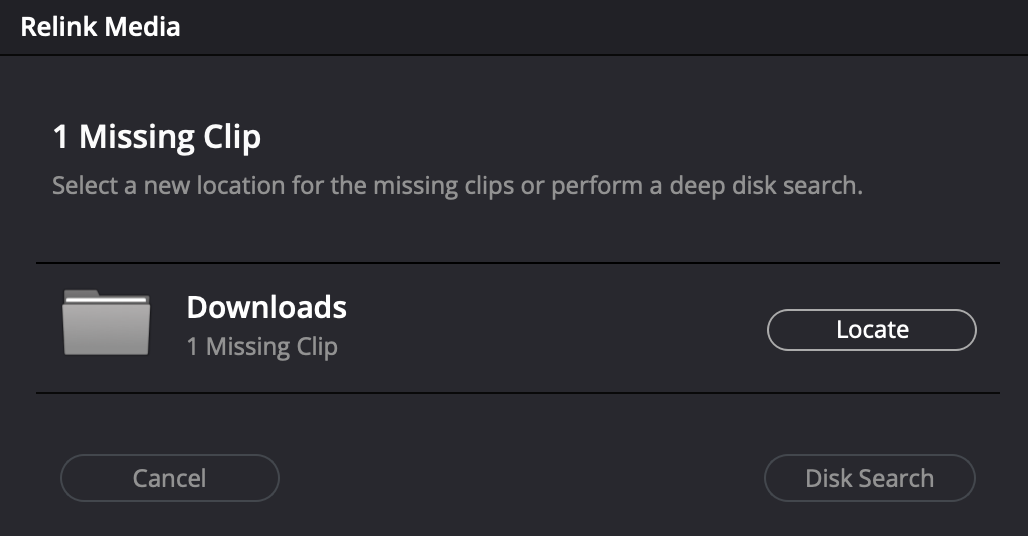 Relink Media
1 Missing Clip
Select a new location for the missing clips or perform a deep disk search.
Downloads
1 Missing Clip
Locate
Cancel
Disk Search